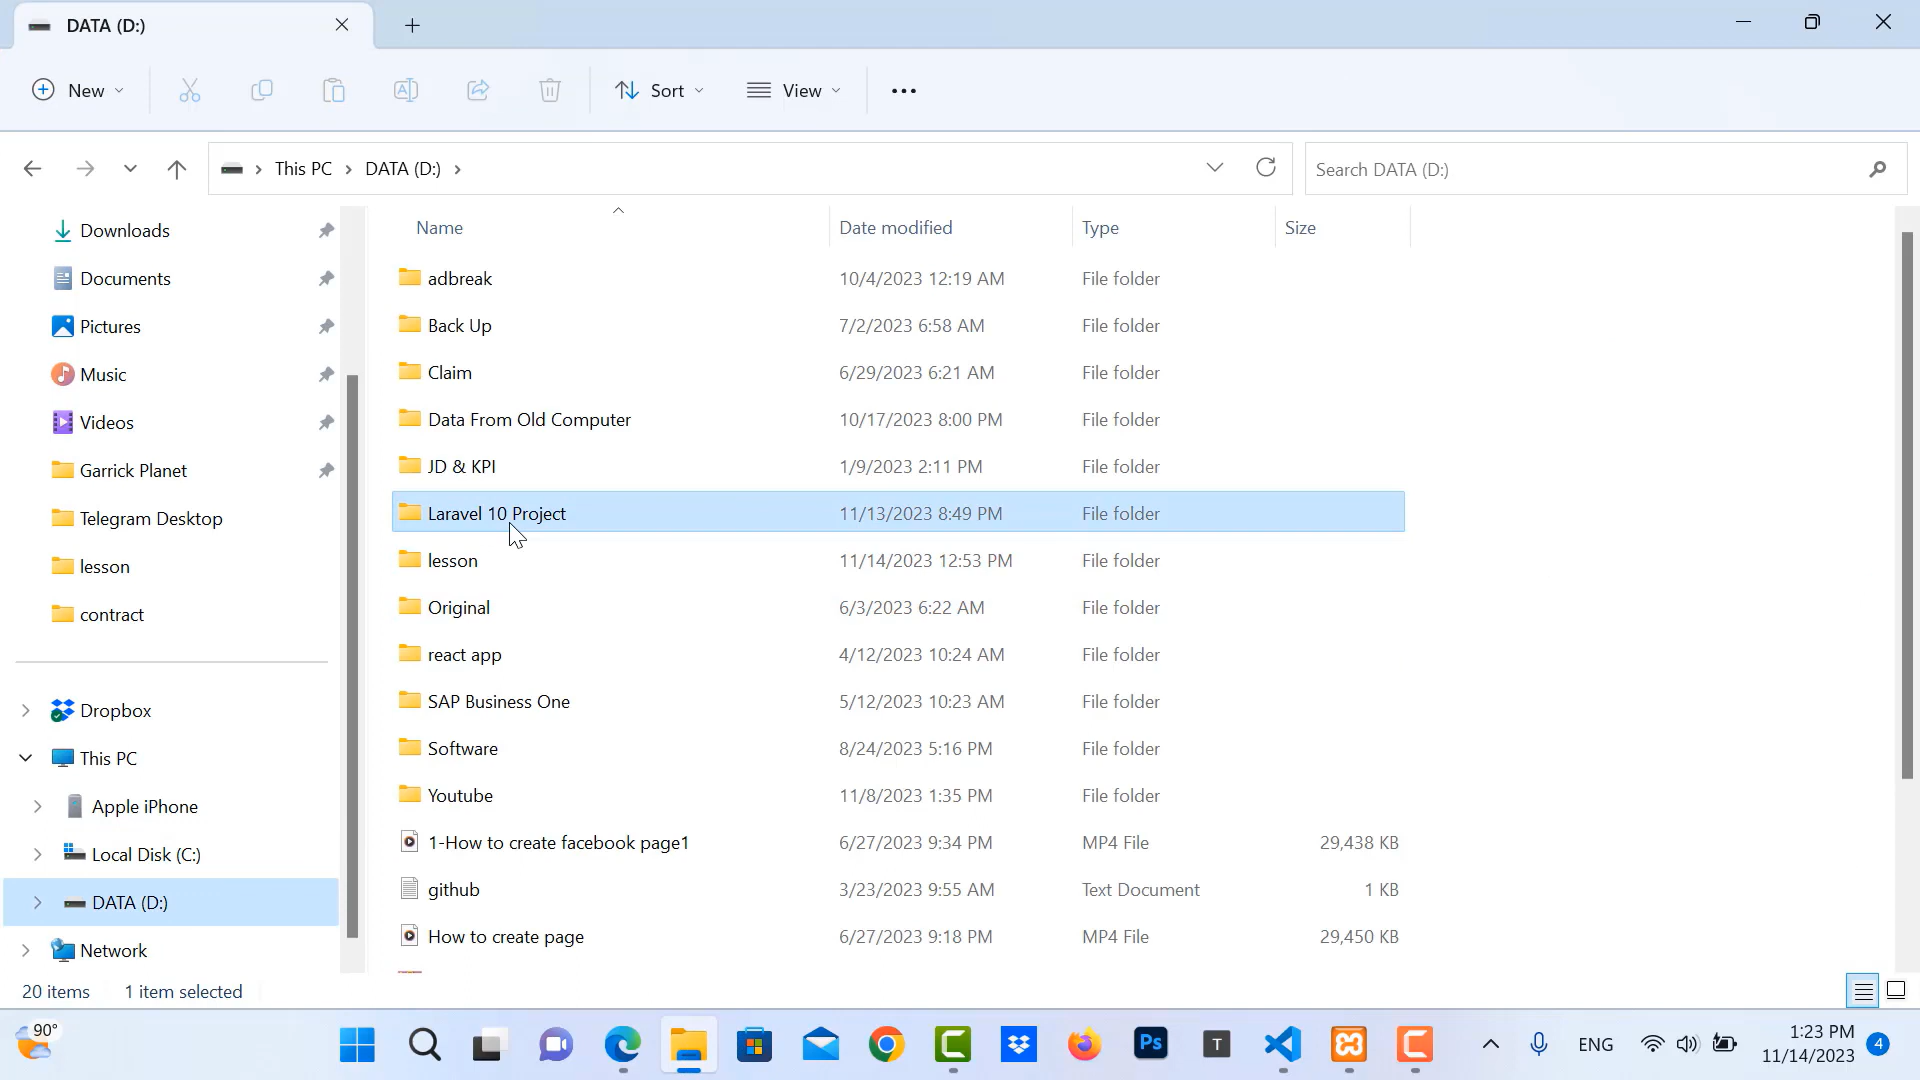 DATA (D:)
New
Sort
View
This PC
DATA (D:)
Search DATA (D:)
Name Date modified Type Size
Downloads
Documents
Pictures
Music
Videos
Garrick Planet
Telegram Desktop
lesson
contract
Dropbox
This PC
Apple iPhone
Local Disk (C:)
DATA (D:)
Network
adbreak 10/4/2023 12:19 AM File folder
Back Up 7/2/2023 6:58 AM File folder
Claim 6/29/2023 6:21 AM File folder
Data From Old Computer 10/17/2023 8:00 PM File folder
JD & KPI 1/9/2023 2:11 PM File folder
Laravel 10 Project 11/13/2023 8:49 PM File folder
lesson 11/14/2023 12:53 PM File folder
Original 6/3/2023 6:22 AM File folder
react app 4/12/2023 10:24 AM File folder
SAP Business One 5/12/2023 10:23 AM File folder
Software 8/24/2023 5:16 PM File folder
Youtube 11/8/2023 1:35 PM File folder
1-How to create facebook page1 6/27/2023 9:34 PM MP4 File 29,438 KB
github 3/23/2023 9:55 AM Text Document 1 KB
How to create page 6/27/2023 9:18 PM MP4 File 29,450 KB
20 items 1 item selected
90°
Ps
T
ENG
1:23 PM
11/14/2023
4